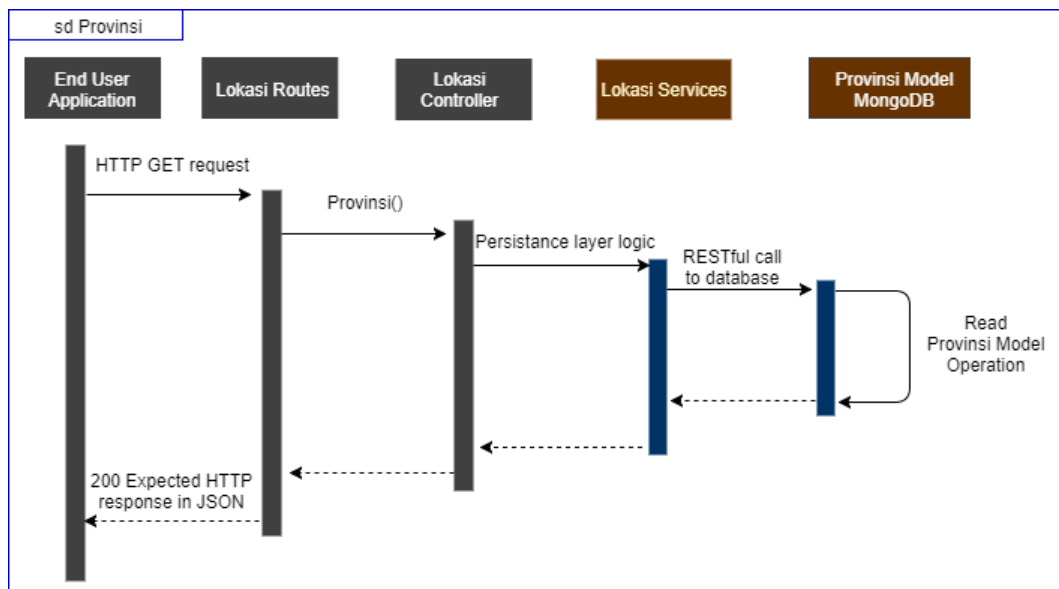 sd Provinsi
End User
Application
Lokasi Routes
Lokasi
Controller
Lokasi Services
Provinsi Model
MongoDB
HTTP GET request
Provinsi()
Persistance layer logic
RESTful call
to database
Read
Provinsi Model
Operation
200 Expected HTTP
response in JSON